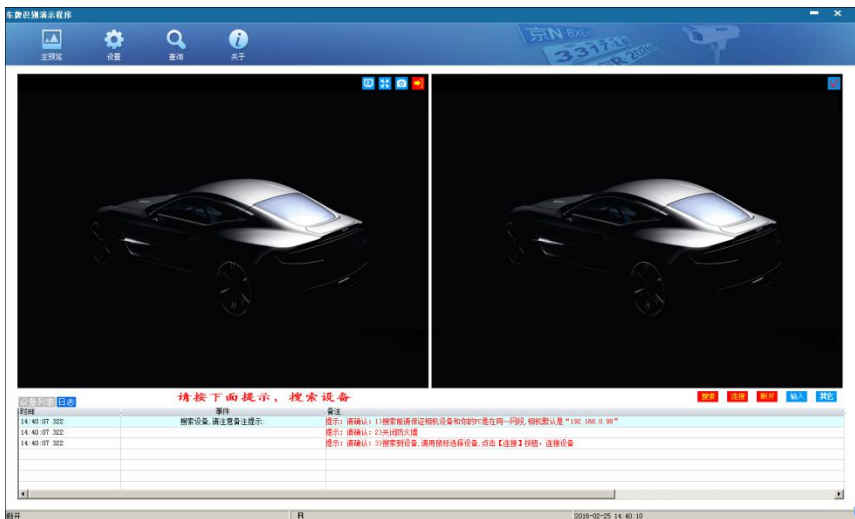 车牌识别演示程序
主预览 设置 查询 关于
京N·8X
3317·LS
设备列表 日志 请按下面提示，搜索设备 搜索 连接 断开 输入 其它
时间 事件 备注
14:40:07 322 搜索设备,请注意备注提示: 提示: 请确认: 1)搜索前请保证相机设备和你的PC是在同一网段,相机默认是"192.168.0.98"
14:40:07 322 提示: 请确认: 2)关闭防火墙
14:40:07 322 提示: 请确认: 3)搜索到设备,请用鼠标选择设备,点击【连接】按钮，连接设备
断开 R 2016-02-25 14:40:10